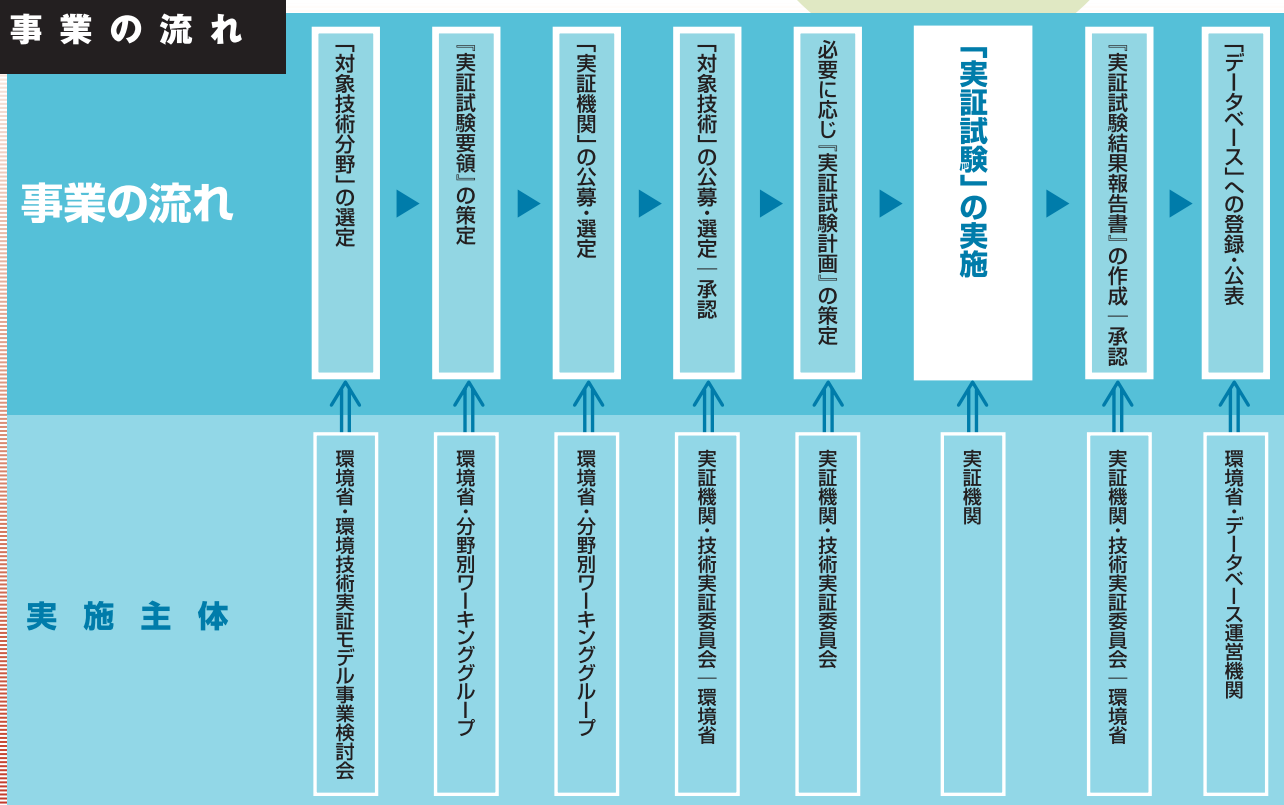 事業の流れ
事業の流れ
「対象技術分野」の選定
『実証試験要領』の策定
「実証機関」の公募・選定
「対象技術」の公募・選定｜承認
必要に応じ『実証試験計画』の策定
「実証試験」の実施
『実証試験結果報告書』の作成｜承認
「データベース」への登録・公表
実施主体
環境省・環境技術実証モデル事業検討会
環境省・分野別ワーキンググループ
環境省・分野別ワーキンググループ
実証機関・技術実証委員会｜環境省
実証機関・技術実証委員会
実証機関
実証機関・技術実証委員会｜環境省
環境省・データベース運営機関